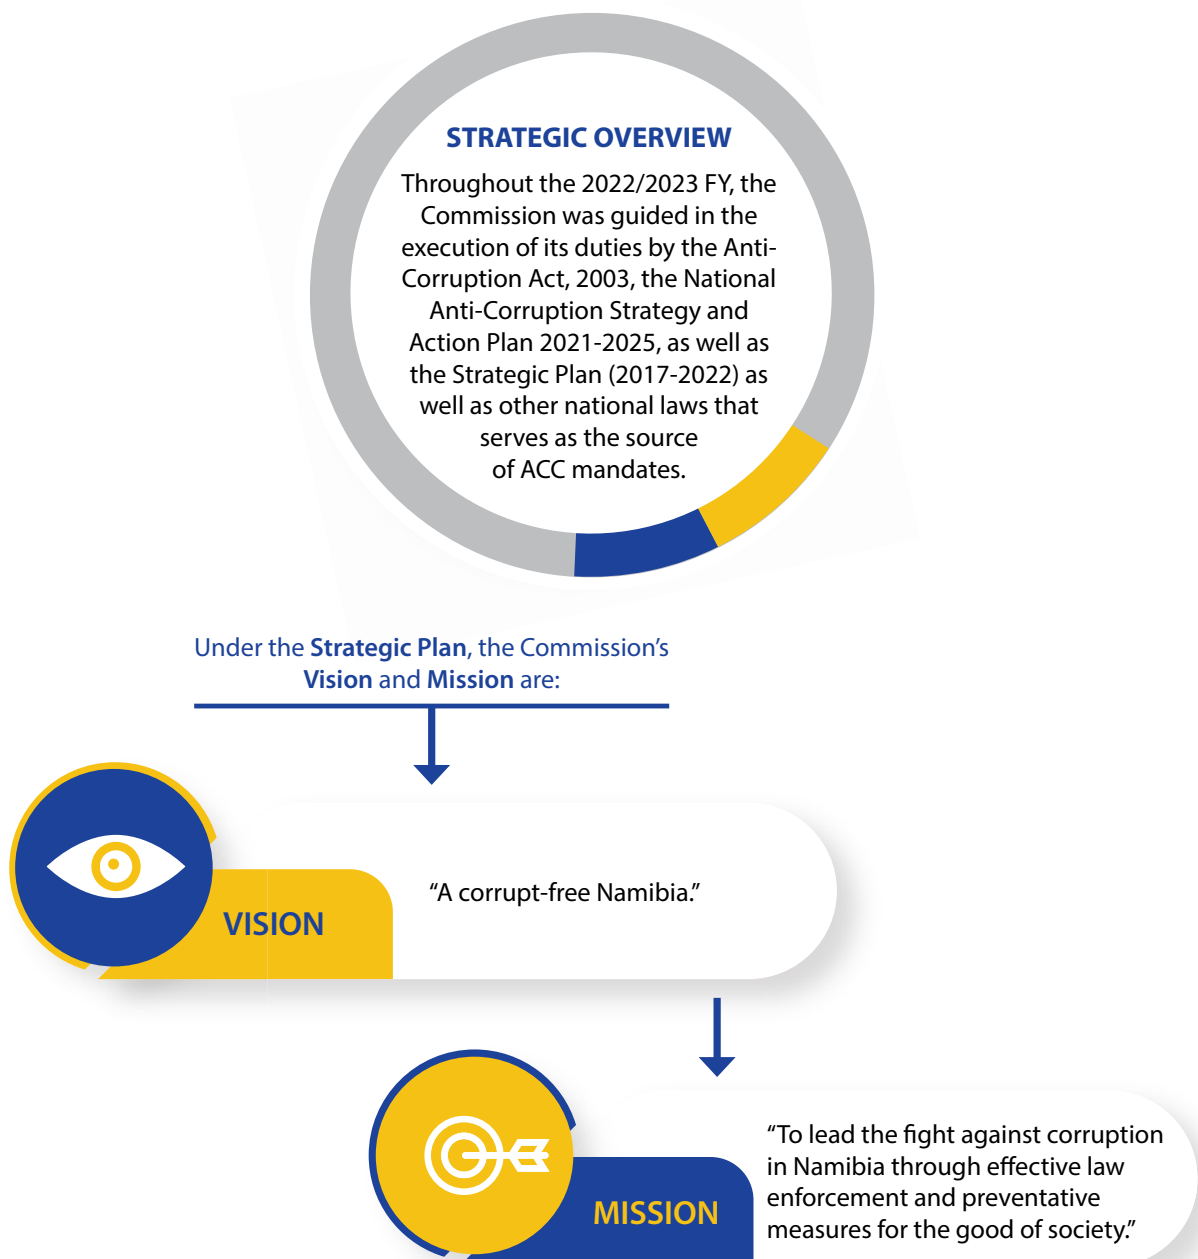 STRATEGIC OVERVIEW
Throughout the 2022/2023 FY, the
Commission was guided in the
execution of its duties by the Anti-
Corruption Act, 2003, the National
Anti-Corruption Strategy and
Action Plan 2021-2025, as well as
the Strategic Plan (2017-2022) as
well as other national laws that
serves as the source
of ACC mandates.
Under the Strategic Plan, the Commission’s
Vision and Mission are:
VISION
“A corrupt-free Namibia.”
MISSION
“To lead the fight against corruption
in Namibia through effective law
enforcement and preventative
measures for the good of society.”